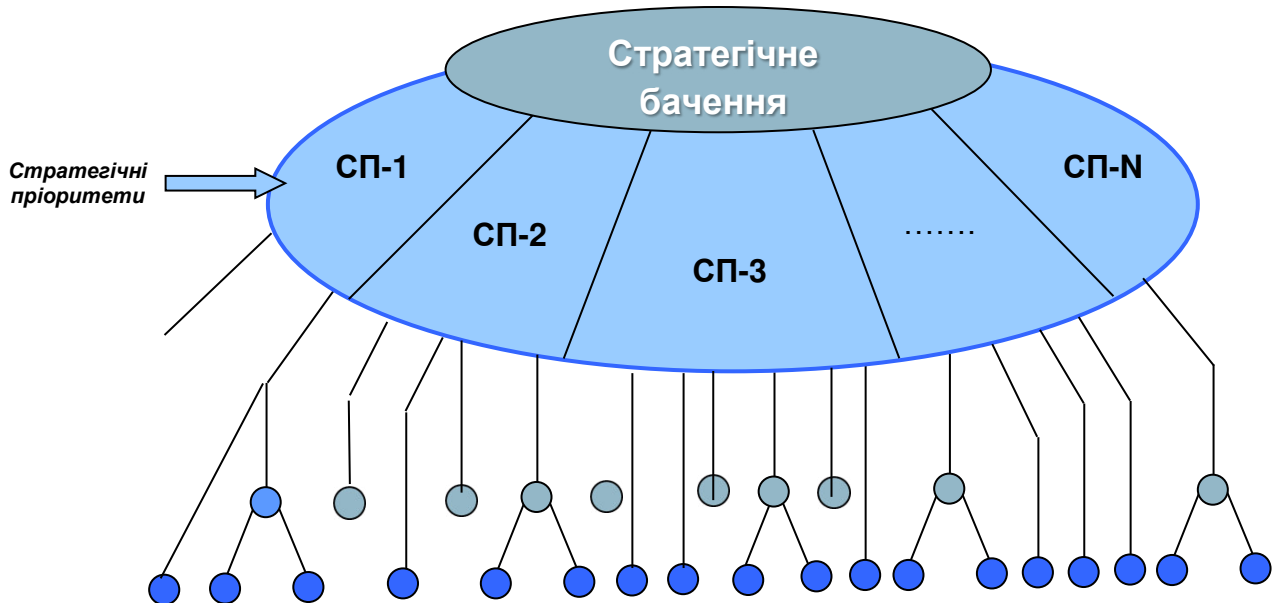 Стратегічне
бачення
Стратегічні
пріоритети
СП-1
СП-2
СП-3
.......
СП-N